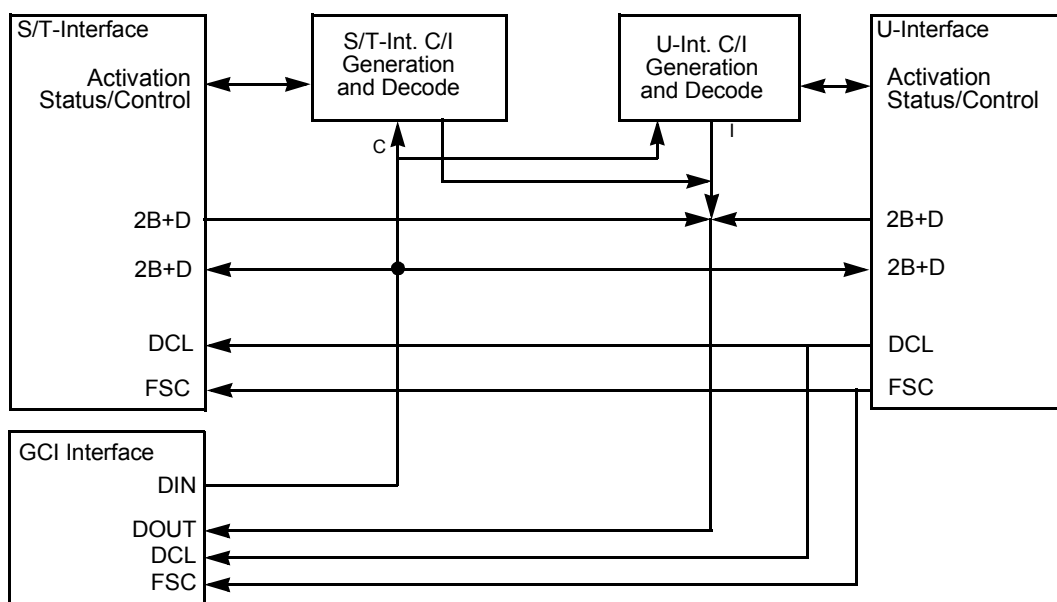 S/T-Interface
Activation
Status/Control
2B+D
2B+D
DCL
FSC
S/T-Int. C/I
Generation
and Decode
C
U-Int. C/I
Generation
and Decode
I
U-Interface
Activation
Status/Control
2B+D
2B+D
DCL
FSC
GCI Interface
DIN
DOUT
DCL
FSC